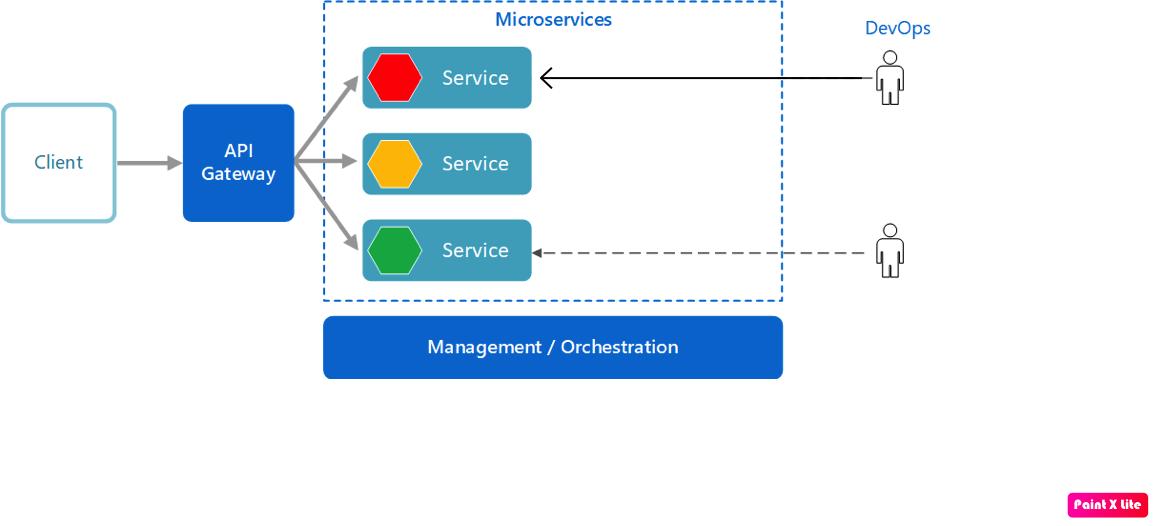 Microservices
DevOps
Service
Client
API
Gateway
Service
Service
Management / Orchestration
Paint X Lite